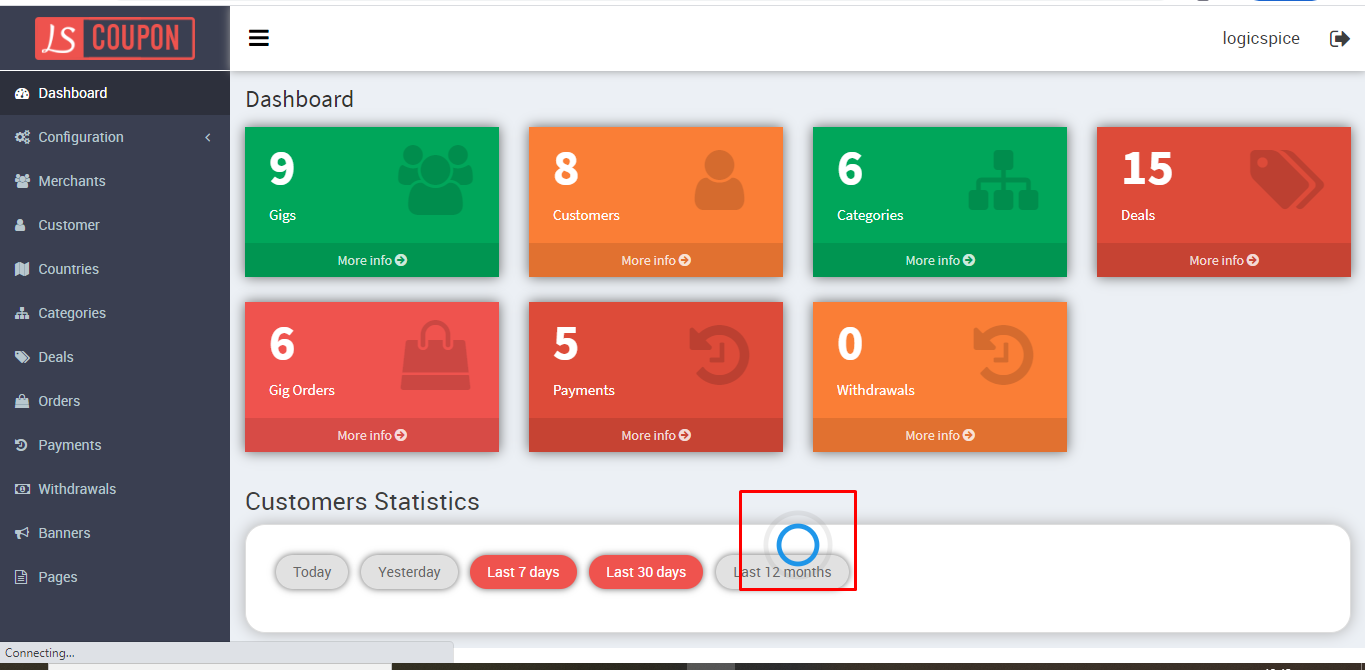 LS COUPON
logicspice
Dashboard
Configuration
Merchants
Customer
Countries
Categories
Deals
Orders
Payments
Withdrawals
Banners
Pages
Dashboard
9
Gigs
More info
8
Customers
More info
6
Categories
More info
15
Deals
More info
6
Gig Orders
More info
5
Payments
More info
0
Withdrawals
More info
Customers Statistics
Today
Yesterday
Last 7 days
Last 30 days
Last 12 months
Connecting...